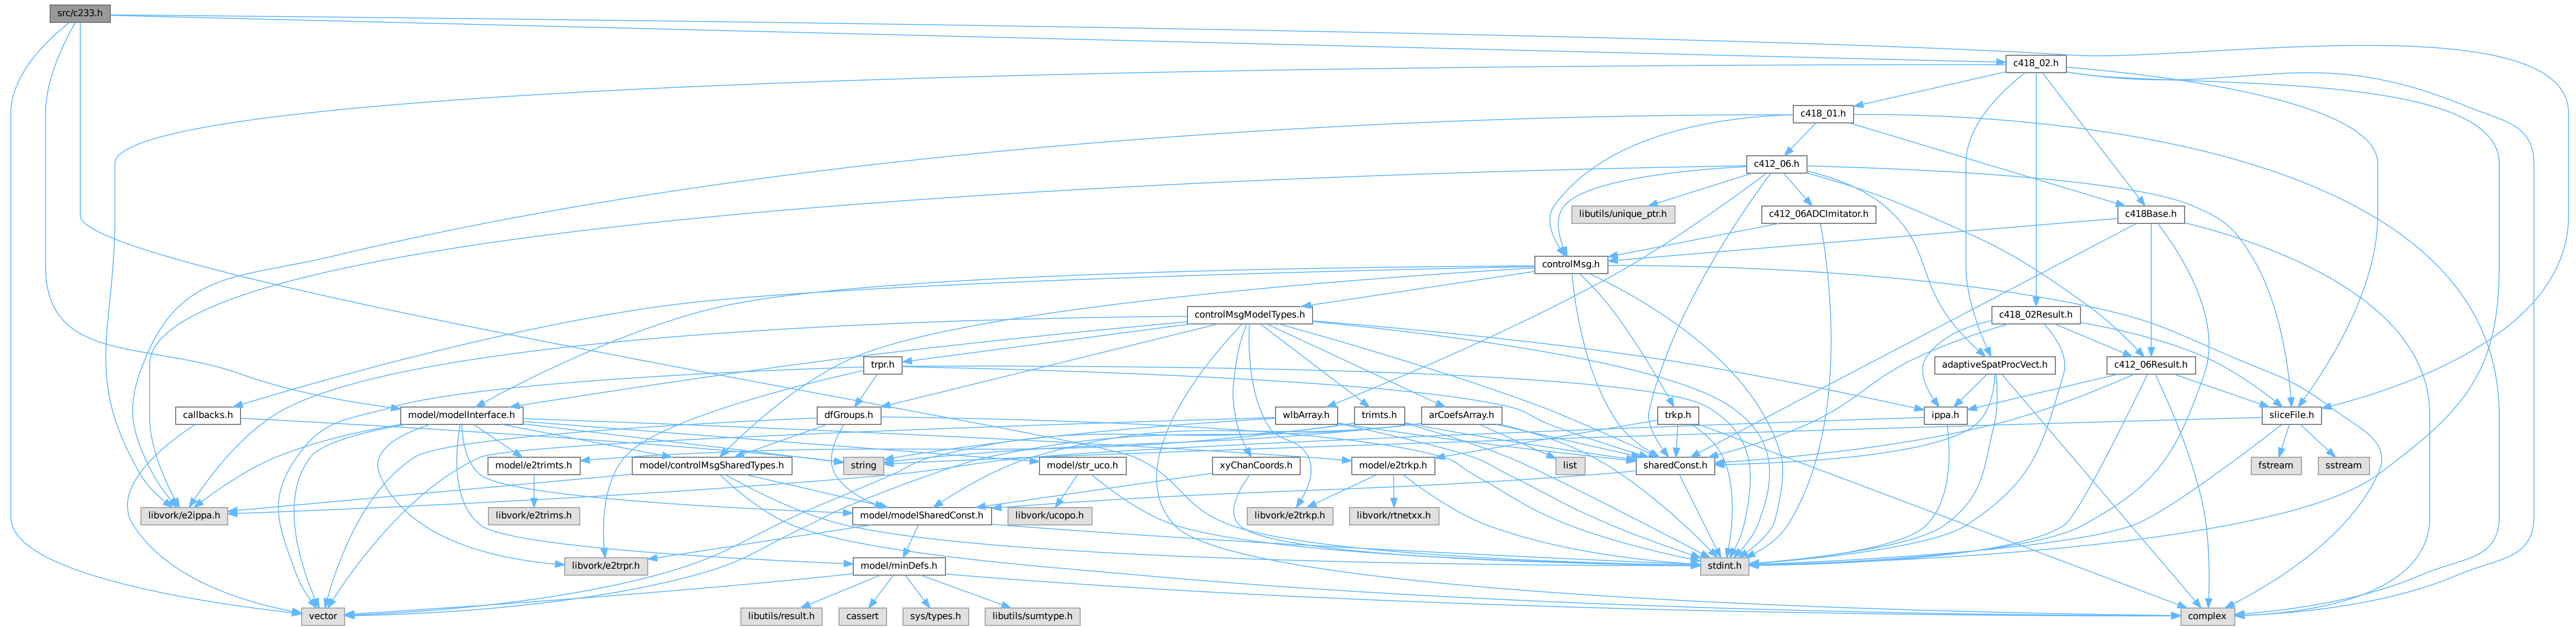 src/c233.h
c418_02.h
c418_01.h
c412_06.h
libutils/unique_ptr.h
c412_06ADCImitator.h
c418Base.h
controlMsg.h
controlMsgModelTypes.h
c418_02Result.h
trpr.h
adaptiveSpatProcVect.h
c412_06Result.h
callbacks.h
model/modelInterface.h
dfGroups.h
wlbArray.h
trimts.h
arCoefsArray.h
trkp.h
ippa.h
sliceFile.h
model/e2trimts.h
model/controlMsgSharedTypes.h
string
model/str_uco.h
xyChanCoords.h
model/e2trkp.h
list
sharedConst.h
fstream
sstream
libvork/e2ippa.h
libvork/e2trims.h
model/modelSharedConst.h
libvork/ucopo.h
libvork/e2trkp.h
libvork/rtnetxx.h
libvork/e2trpr.h
model/minDefs.h
stdint.h
vector
libutils/result.h
cassert
sys/types.h
libutils/sumtype.h
complex